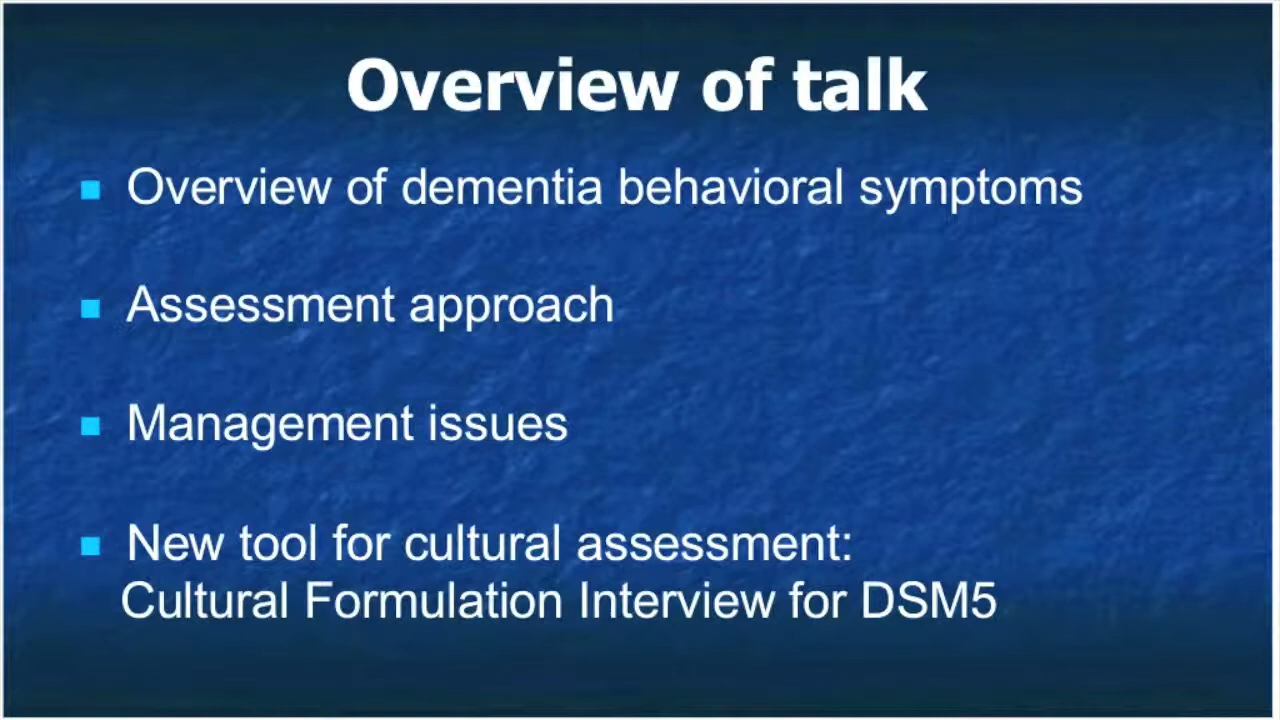 Overview of talk
Overview of dementia behavioral symptoms
Assessment approach
Management issues
New tool for cultural assessment:
Cultural Formulation Interview for DSM5